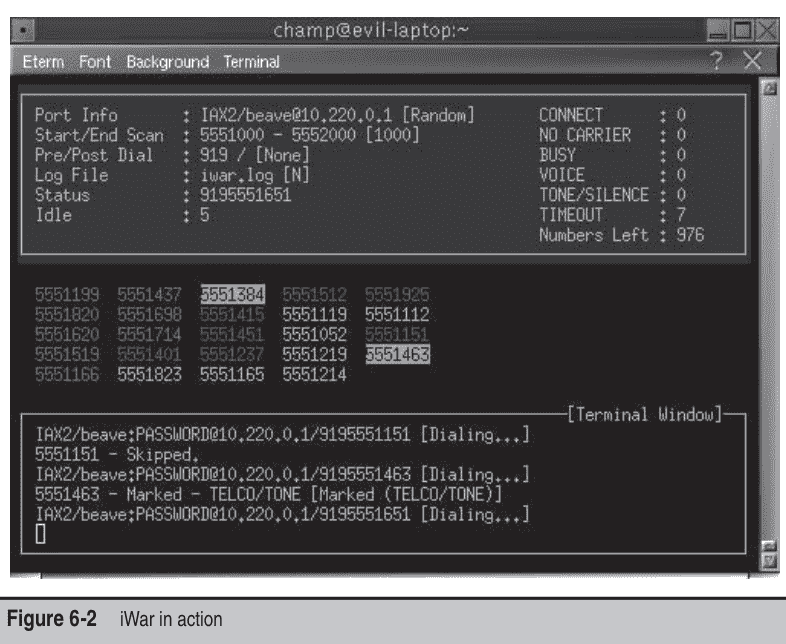 champ@evil-laptop:~
Eterm Font Background Terminal ? X
Port Info : IAX2/beave@10.220.0.1 [Random] CONNECT : 0
Start/End Scan : 5551000 - 5552000 [1000] NO CARRIER : 0
Pre/Post Dial : 919 / [None] BUSY : 0
Log File : iwar.log [N] VOICE : 0
Status : 9195551651 TONE/SILENCE : 0
Idle : 5 TIMEOUT : 7
Numbers Left : 976
5551199 5551437 5551384 5551512 5551925
5551820 5551698 5551415 5551119 5551112
5551620 5551714 5551451 5551052 5551151
5551519 5551401 5551237 5551219 5551463
5551166 5551823 5551165 5551214
[Terminal Window]
IAX2/beave:PASSWORD@10.220.0.1/9195551151 [Dialing...]
5551151 - Skipped.
IAX2/beave:PASSWORD@10.220.0.1/9195551463 [Dialing...]
5551463 - Marked - TELCO/TONE [Marked (TELCO/TONE)]
IAX2/beave:PASSWORD@10.220.0.1/9195551651 [Dialing...]
Figure 6-2 iWar in action